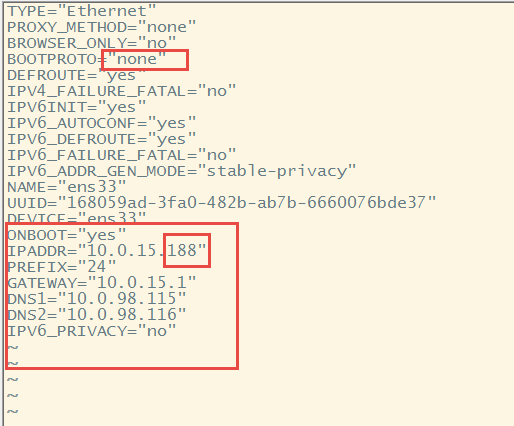 TYPE="Ethernet"
PROXY_METHOD="none"
BROWSER_ONLY="no"
BOOTPROTO="none"
DEFROUTE="yes"
IPV4_FAILURE_FATAL="no"
IPV6INIT="yes"
IPV6_AUTOCONF="yes"
IPV6_DEFROUTE="yes"
IPV6_FAILURE_FATAL="no"
IPV6_ADDR_GEN_MODE="stable-privacy"
NAME="ens33"
UUID="168059ad-3fa0-482b-ab7b-6660076bde37"
DEVICE="ens33"
ONBOOT="yes"
IPADDR="10.0.15.188"
PREFIX="24"
GATEWAY="10.0.15.1"
DNS1="10.0.98.115"
DNS2="10.0.98.116"
IPV6_PRIVACY="no"
~
~
~
~
~